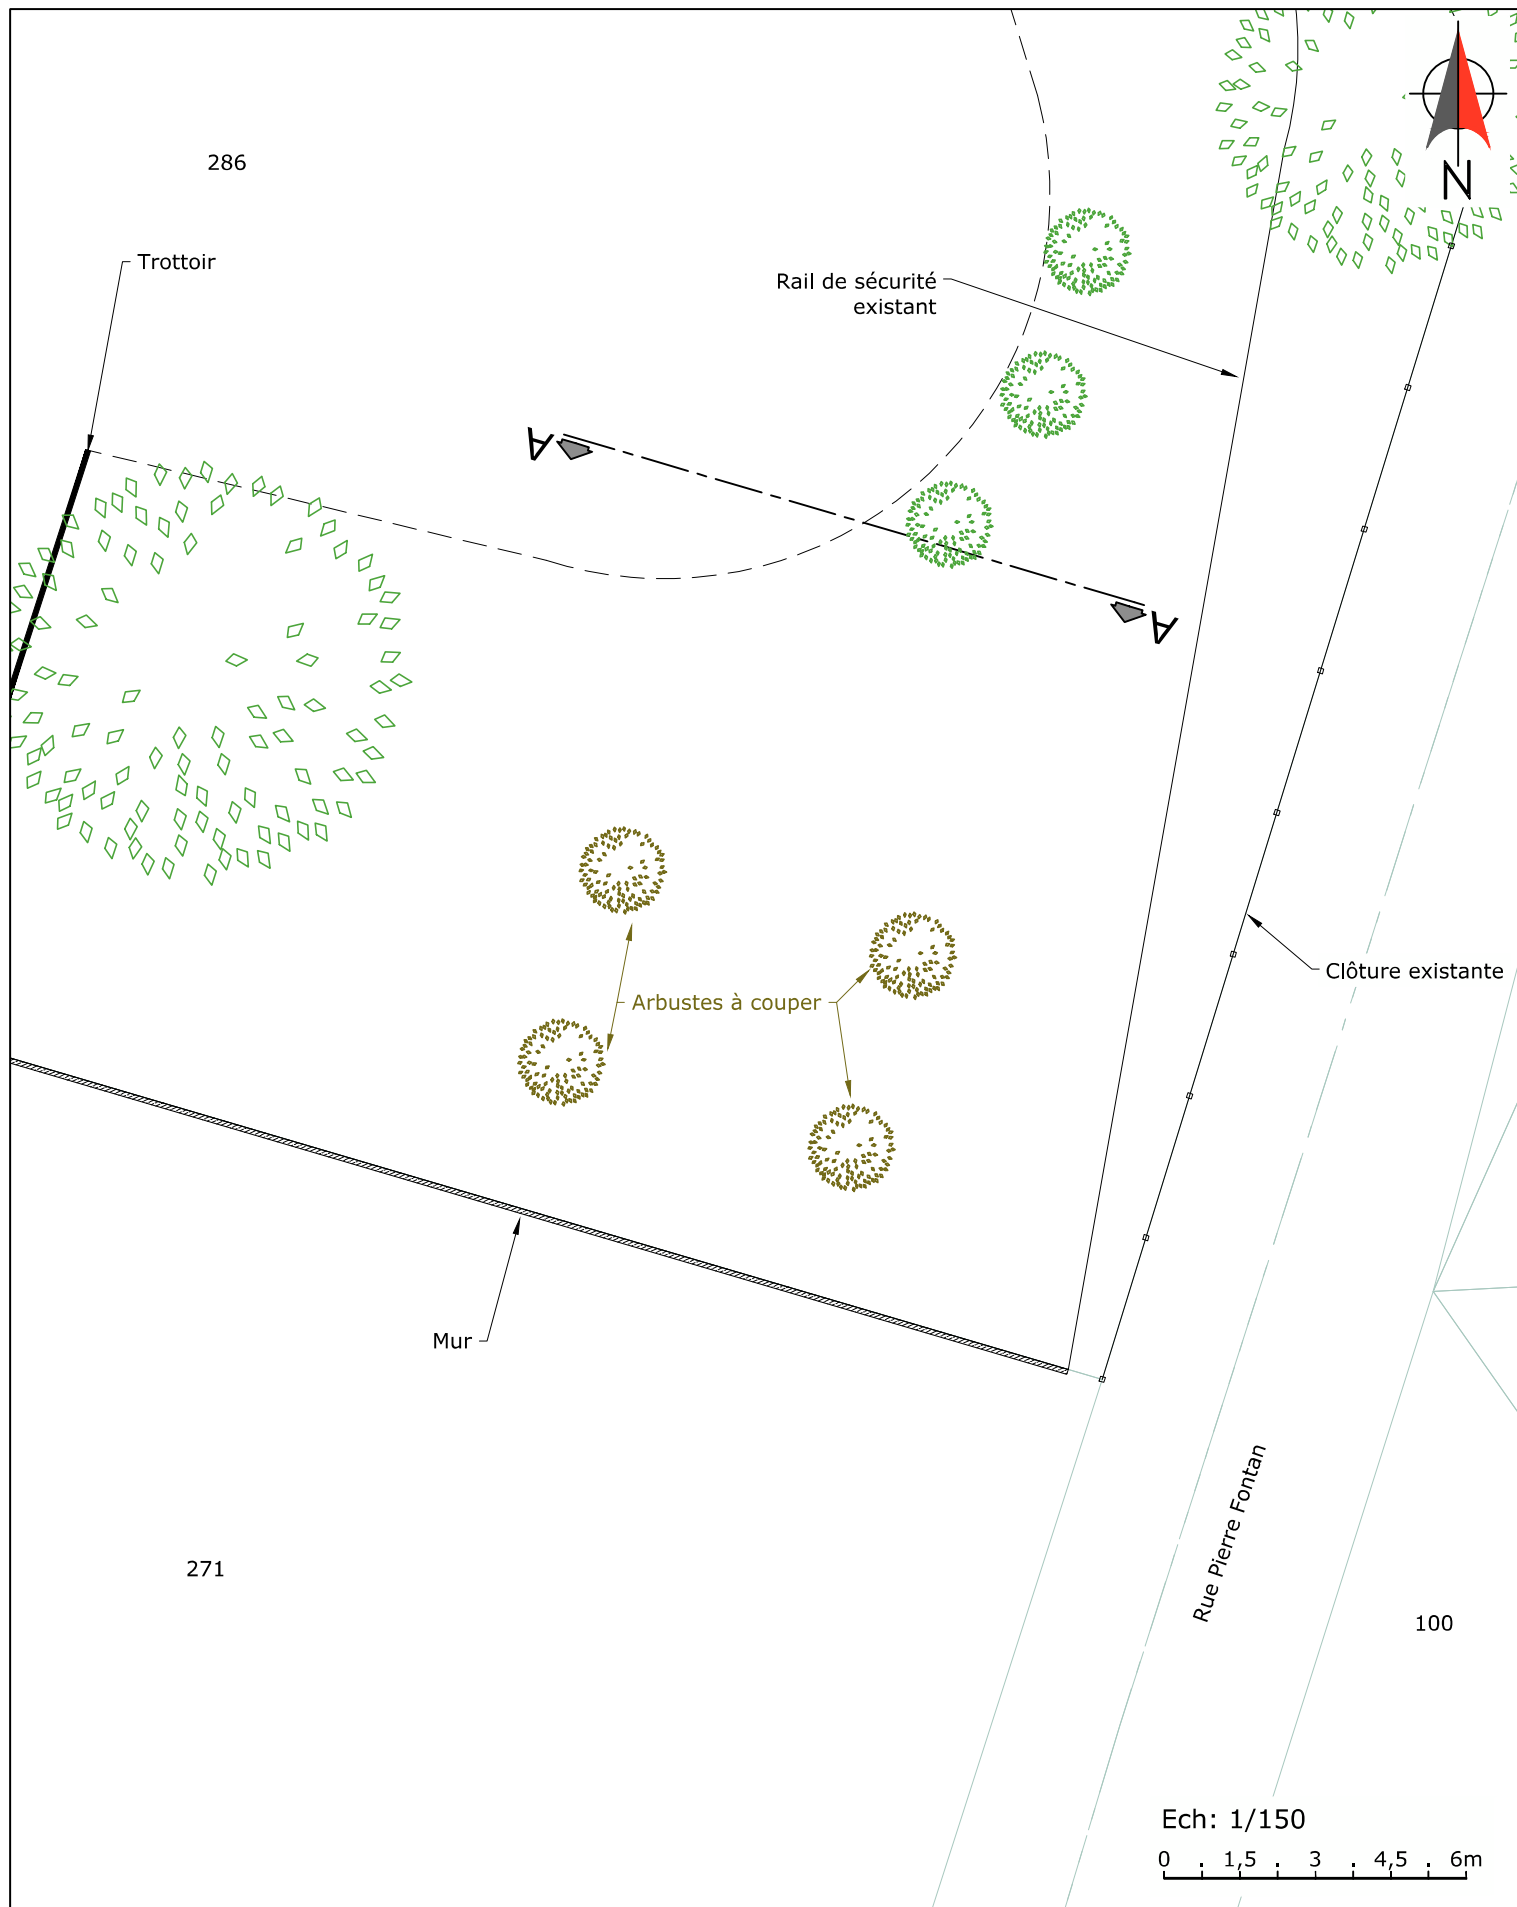 N
286
Trottoir
Rail de sécurité
existant
A
A
Clôture existante
Arbustes à couper
Mur
Rue Pierre Fontan
271
100
Ech: 1/150
0 1,5 3 4,5 6m